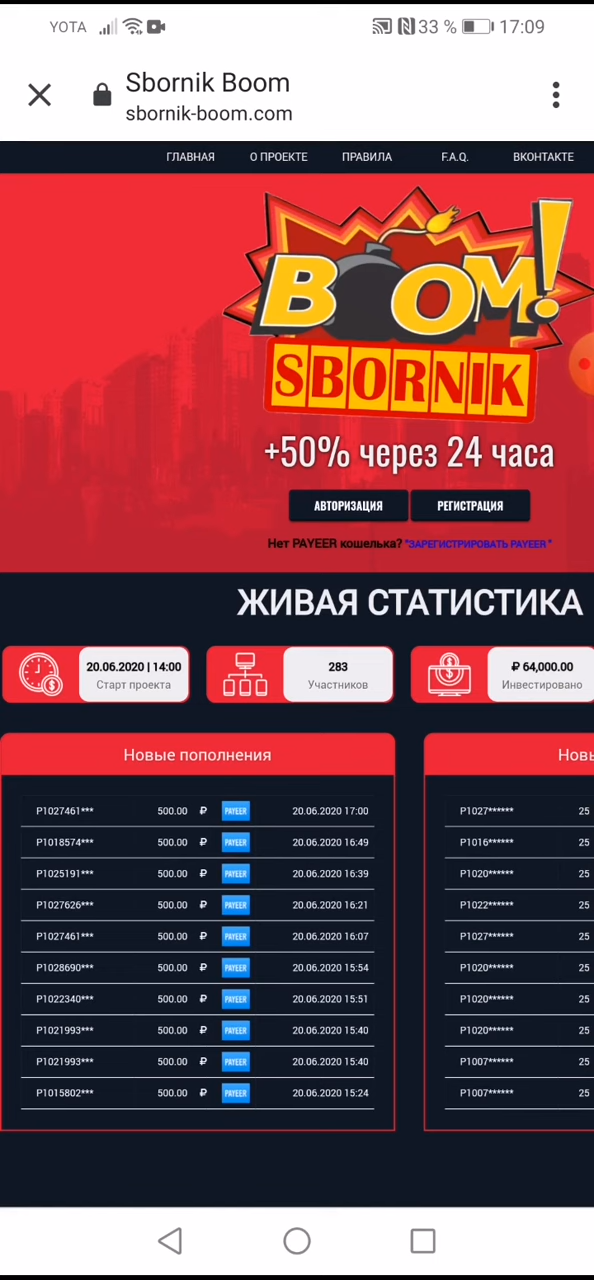 YOTA 33 % 17:09
Sbornik Boom
sbornik-boom.com
ГЛАВНАЯ О ПРОЕКТЕ ПРАВИЛА F.A.Q. ВКОНТАКТЕ
BOOM!
SBORNIK
+50% через 24 часа
АВТОРИЗАЦИЯ РЕГИСТРАЦИЯ
Нет PAYEER кошелька? "ЗАРЕГИСТРИРОВАТЬ PAYEER"
ЖИВАЯ СТАТИСТИКА
20.06.2020 | 14:00
Старт проекта
283
Участников
₽ 64,000.00
Инвестировано
Новые пополнения
P1027461*** 500.00 ₽ PAYEER 20.06.2020 17:00
P1018574*** 500.00 ₽ PAYEER 20.06.2020 16:49
P1025191*** 500.00 ₽ PAYEER 20.06.2020 16:39
P1027626*** 500.00 ₽ PAYEER 20.06.2020 16:21
P1027461*** 500.00 ₽ PAYEER 20.06.2020 16:07
P1028690*** 500.00 ₽ PAYEER 20.06.2020 15:54
P1022340*** 500.00 ₽ PAYEER 20.06.2020 15:51
P1021993*** 500.00 ₽ PAYEER 20.06.2020 15:40
P1021993*** 500.00 ₽ PAYEER 20.06.2020 15:40
P1015802*** 500.00 ₽ PAYEER 20.06.2020 15:24
Новы
P1027****** 25
P1016****** 25
P1020****** 25
P1022****** 25
P1027****** 25
P1020****** 25
P1020****** 25
P1020****** 25
P1007****** 25
P1007****** 25